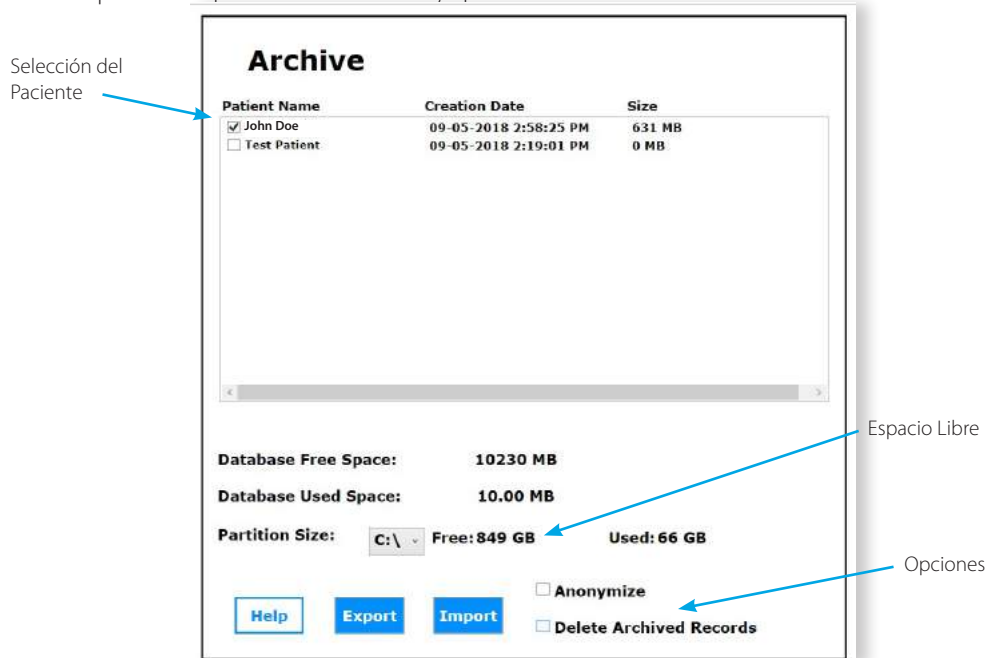 Archive
Selección del
Paciente
Patient Name Creation Date Size
John Doe 09-05-2018 2:58:25 PM 631 MB
Test Patient 09-05-2018 2:19:01 PM 0 MB
Espacio Libre
Database Free Space: 10230 MB
Database Used Space: 10.00 MB
Partition Size: C:\ Free: 849 GB Used: 66 GB
Opciones
Anonymize
Help Export Import
Delete Archived Records